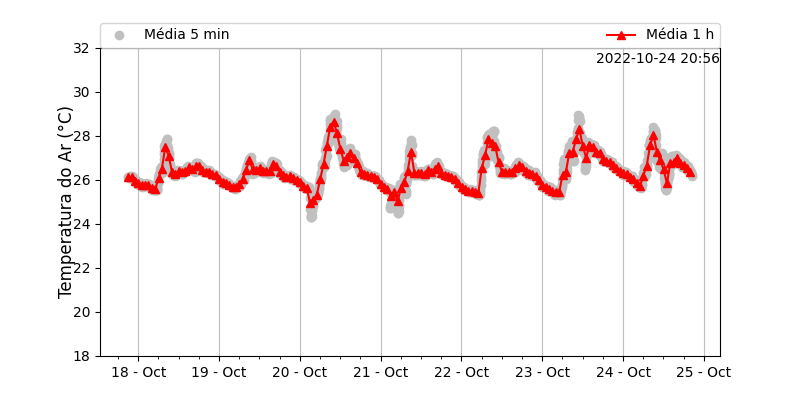 Média 5 min
Média 1 h
2022-10-24 20:56
Temperatura do Ar (°C)
32
30
28
26
24
22
20
18
18 - Oct
19 - Oct
20 - Oct
21 - Oct
22 - Oct
23 - Oct
24 - Oct
25 - Oct